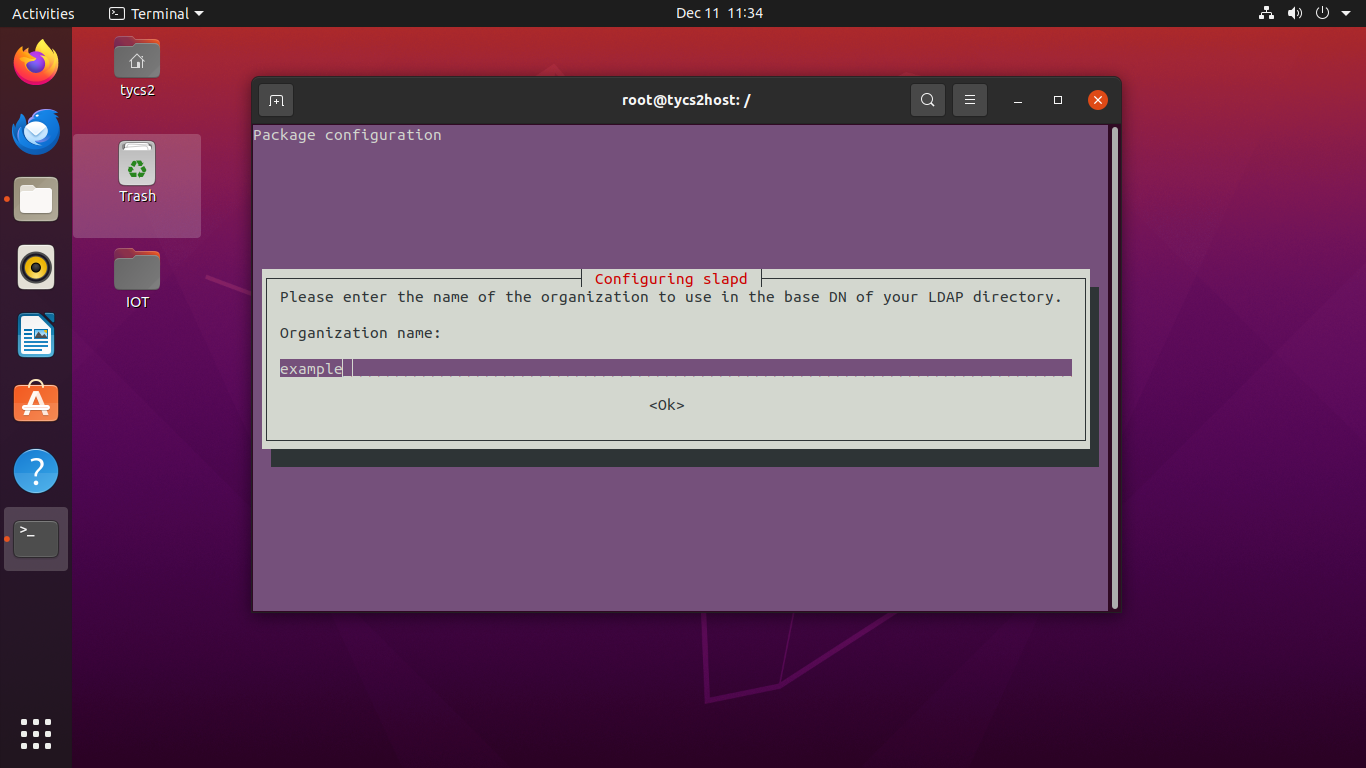 Activities
Terminal
Dec 11 11:34
tycs2
Trash
IOT
root@tycs2host: /
Package configuration
Configuring slapd
Please enter the name of the organization to use in the base DN of your LDAP directory.
Organization name:
example
<Ok>